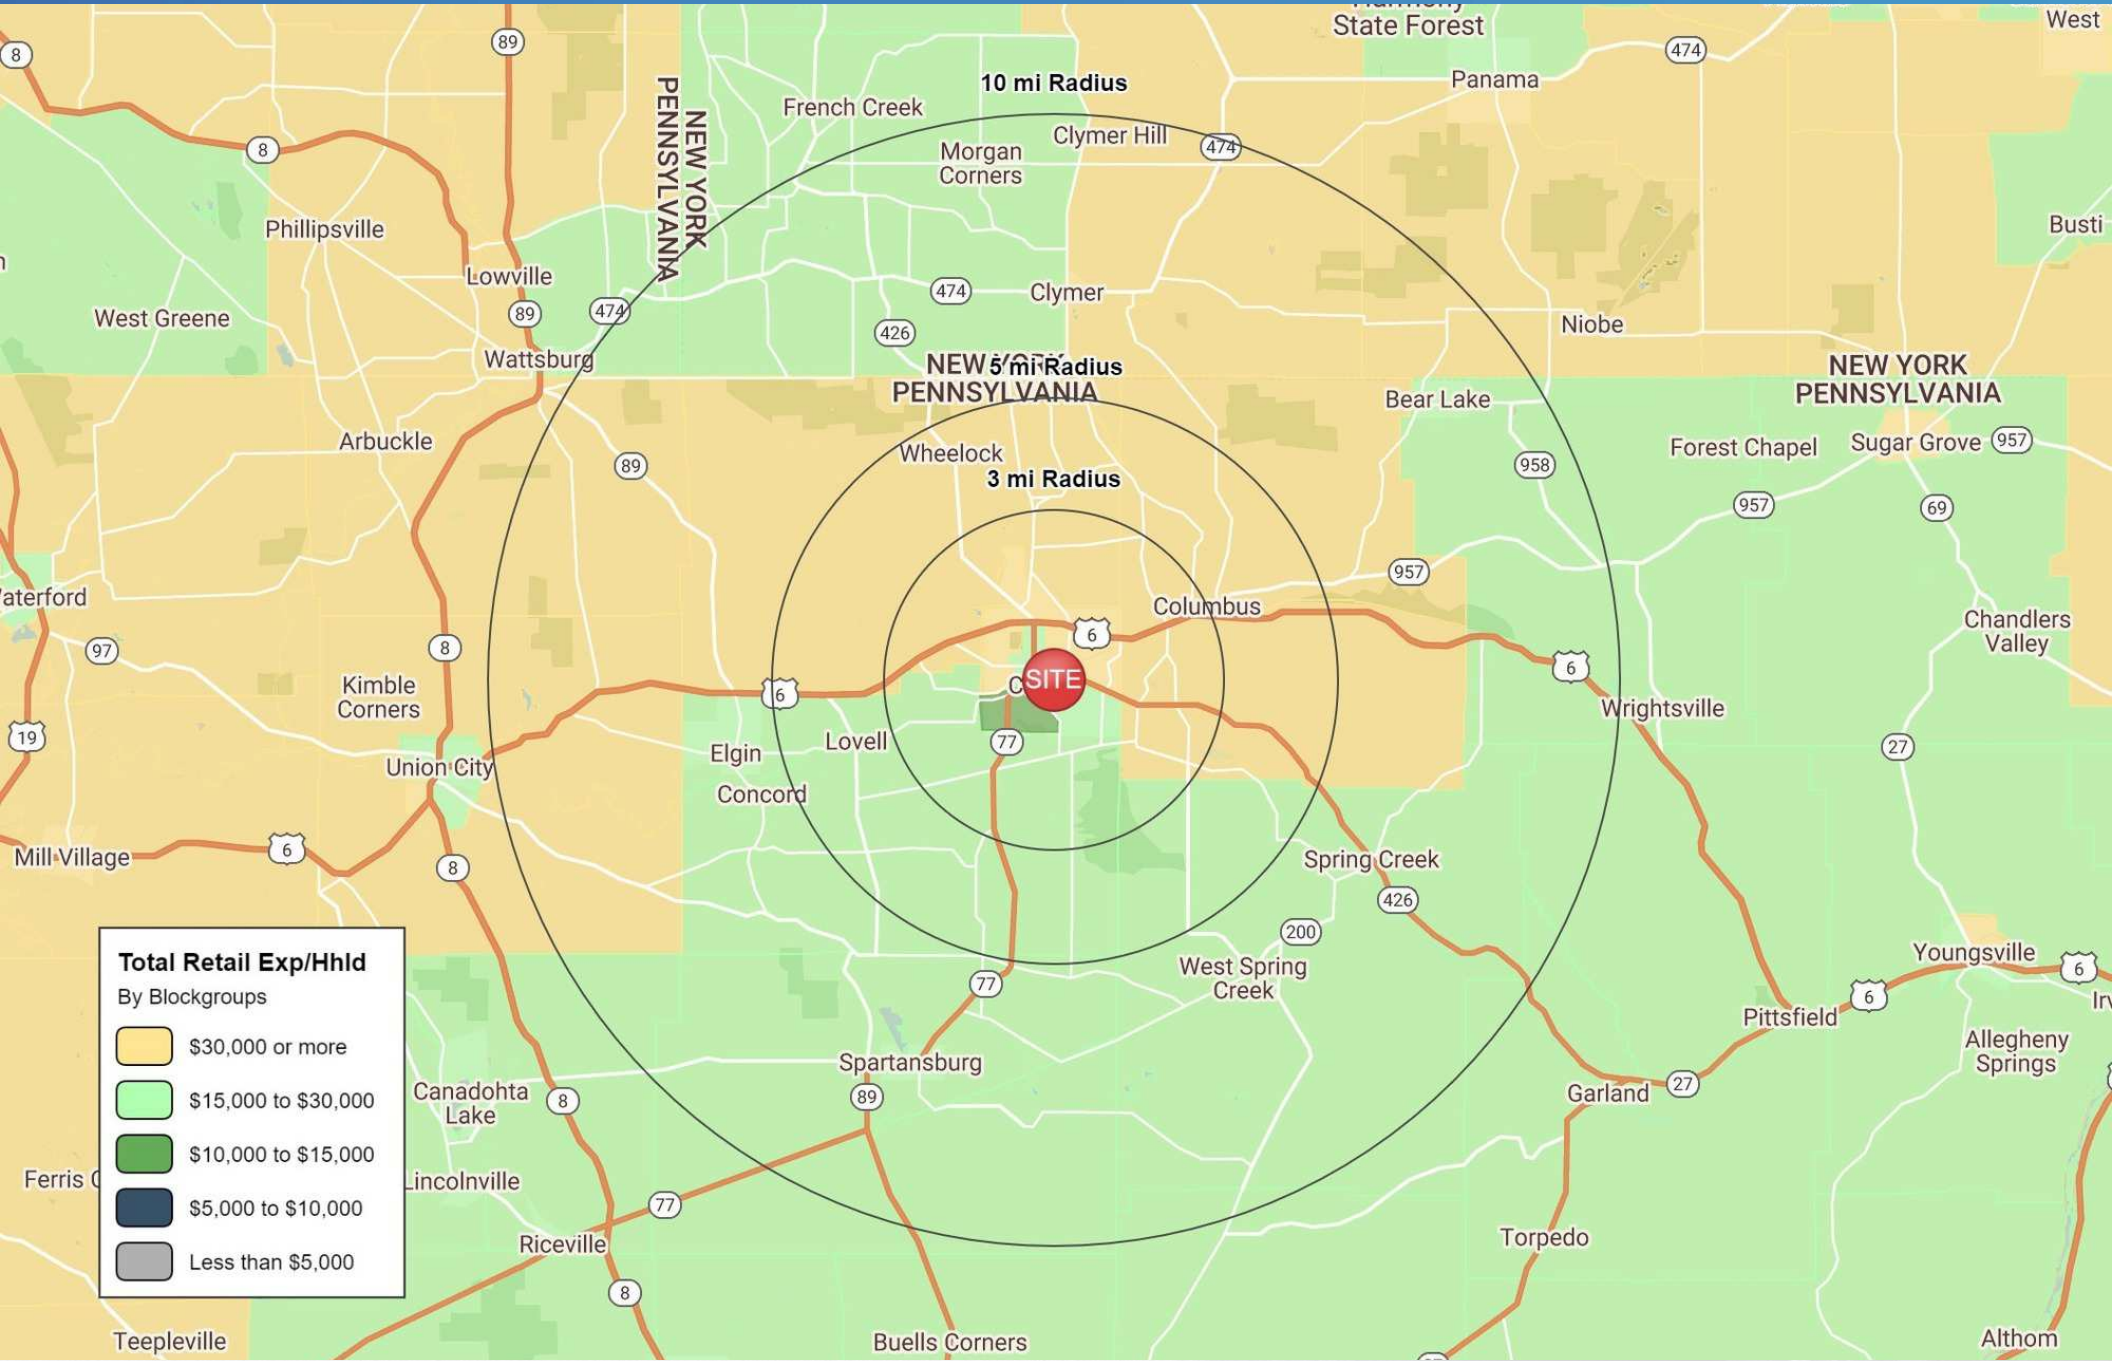 State Forest
West
8
89
474
10 mi Radius
Panama
French Creek
Clymer Hill
474
8
Morgan
Corners
NEW YORK
PENNSYLVANIA
Phillipsville
Busti
Lowville
474
Clymer
89
474
West Greene
426
Niobe
Wattsburg
NEW YORK
PENNSYLVANIA
5 mi Radius
NEW YORK
PENNSYLVANIA
Bear Lake
Arbuckle
Wheelock
Forest Chapel
Sugar Grove
957
89
958
3 mi Radius
957
69
957
aterford
Columbus
Chandlers
Valley
6
8
97
6
SITE
C
Kimble
Corners
6
Wrightsville
19
77
Lovell
Elgin
27
Union City
Concord
Mill Village
6
8
Spring Creek
426
200
Youngsville
6
West Spring
Creek
77
6
Irv
Pittsfield
Allegheny
Springs
Spartansburg
Canadohta
Lake
8
89
Garland
27
Ferris C
Lincolnville
77
Riceville
Torpedo
8
Teepleville
Buells Corners
Althom
Total Retail Exp/Hhld
By Blockgroups
$30,000 or more
$15,000 to $30,000
$10,000 to $15,000
$5,000 to $10,000
Less than $5,000